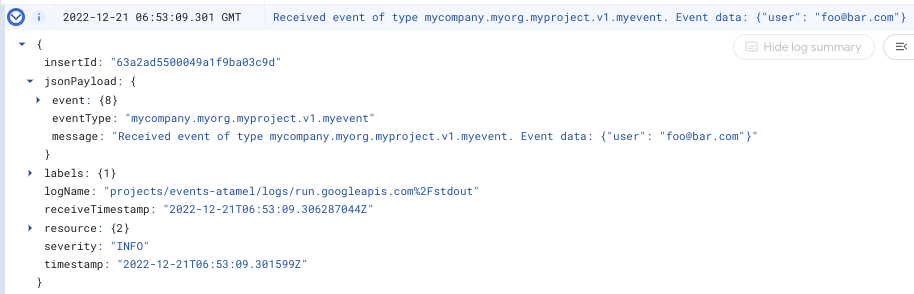 2022-12-21 06:53:09.301 GMT Received event of type mycompany.myorg.myproject.v1.myevent. Event data: {"user": "foo@bar.com"}
{
Hide log summary
insertId: "63a2ad5500049a1f9ba03c9d"
jsonPayload: {
event: {8}
eventType: "mycompany.myorg.myproject.v1.myevent"
message: "Received event of type mycompany.myorg.myproject.v1.myevent. Event data: {"user": "foo@bar.com"}"
}
labels: {1}
logName: "projects/events-atamel/logs/run.googleapis.com%2Fstdout"
receiveTimestamp: "2022-12-21T06:53:09.306287044Z"
resource: {2}
severity: "INFO"
timestamp: "2022-12-21T06:53:09.301599Z"
}